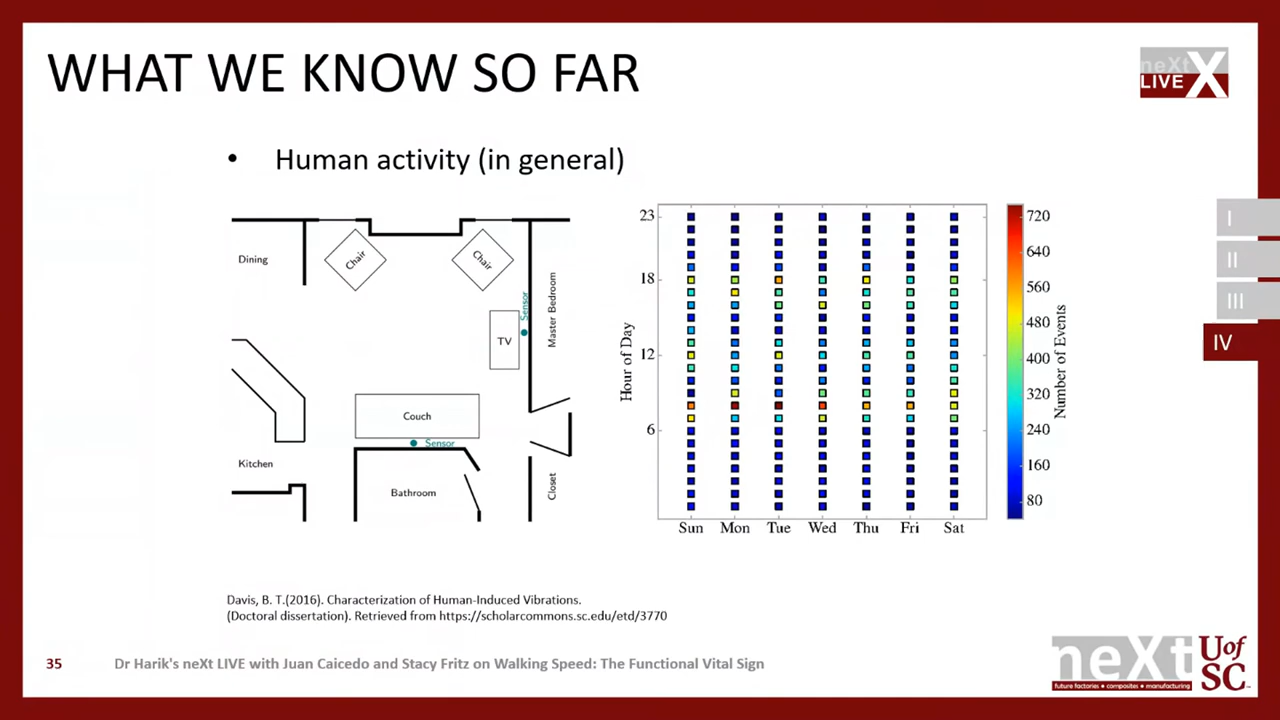 WHAT WE KNOW SO FAR
neXt
LIVE X
• Human activity (in general)
Dining
Chair
Chair
Sensor
Master Bedroom
TV
Couch
Sensor
Kitchen
Bathroom
Closet
Hour of Day
23
18
12
6
Sun Mon Tue Wed Thu Fri Sat
720
640
560
480
400
320
240
160
80
Number of Events
I
II
III
IV
Davis, B. T.(2016). Characterization of Human-Induced Vibrations.
(Doctoral dissertation). Retrieved from https://scholarcommons.sc.edu/etd/3770
35
Dr Harik's neXt LIVE with Juan Caicedo and Stacy Fritz on Walking Speed: The Functional Vital Sign
neXt
future factories • composites • manufacturing
U of
SC